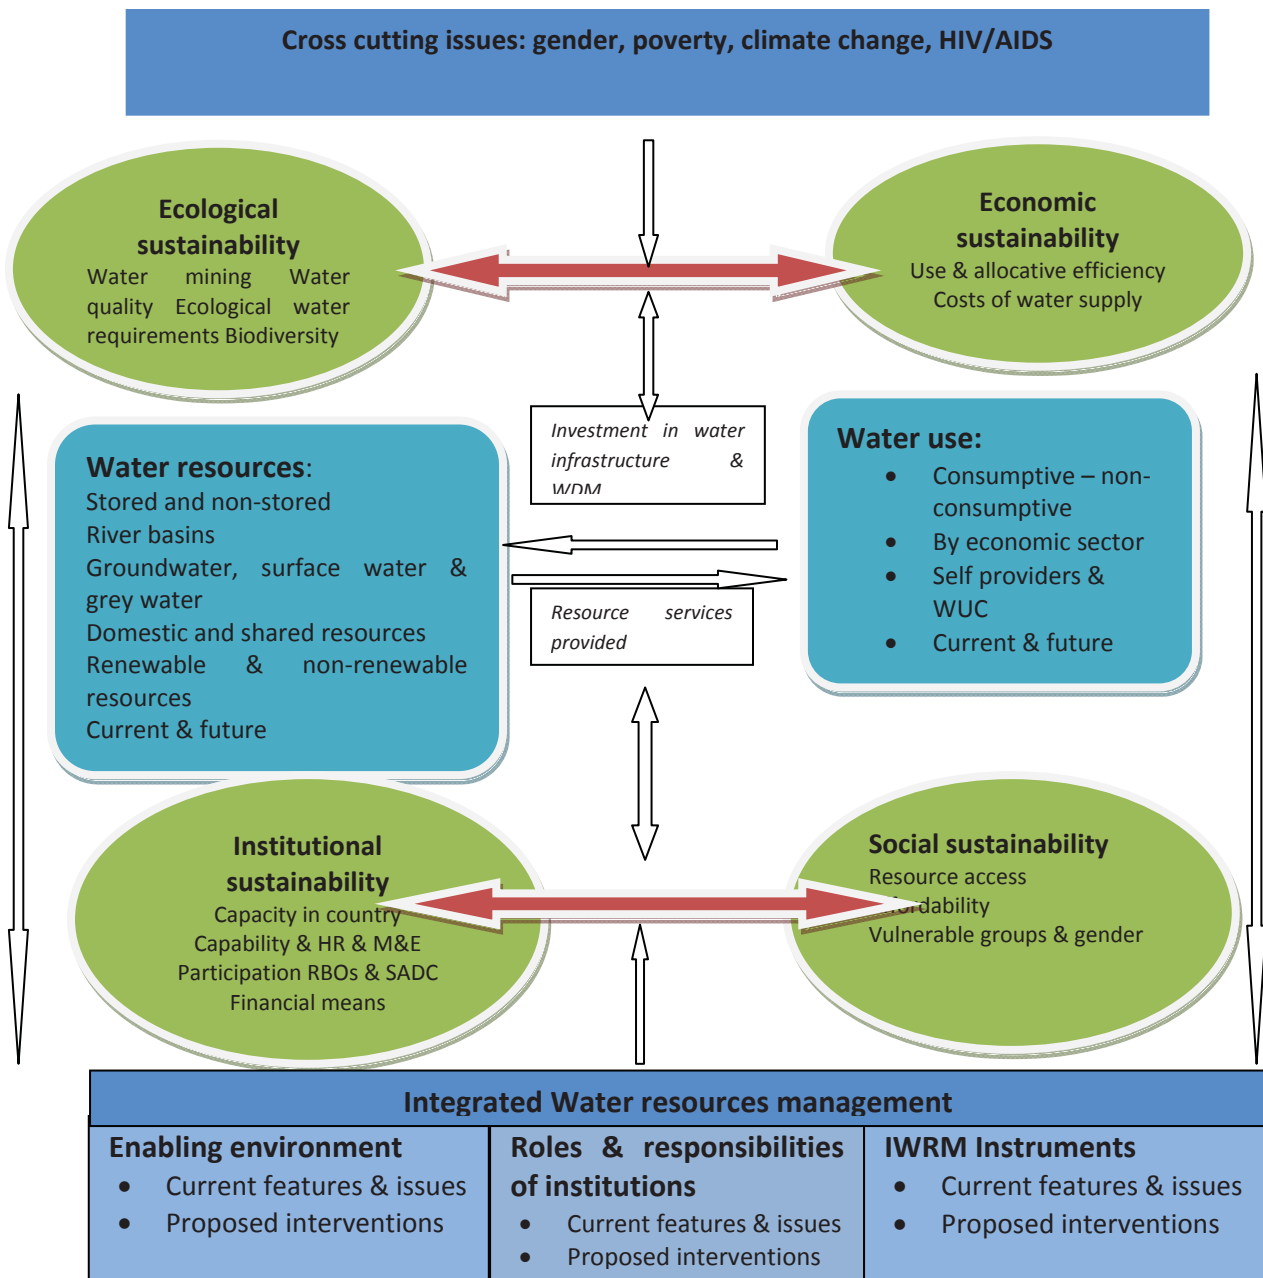 Cross cutting issues: gender, poverty, climate change, HIV/AIDS
Ecological
sustainability
Water mining Water
quality Ecological water
requirements Biodiversity
Economic
sustainability
Use & allocative efficiency
Costs of water supply
Investment in water
infrastructure &
WDM
Water resources:
Stored and non-stored
River basins
Groundwater, surface water &
grey water
Domestic and shared resources
Renewable & non-renewable
resources
Current & future
Water use:
• Consumptive – non-
consumptive
• By economic sector
• Self providers &
WUC
• Current & future
Resource services
provided
Institutional
sustainability
Capacity in country
Capability & HR & M&E
Participation RBOs & SADC
Financial means
Social sustainability
Resource access
fordability
Vulnerable groups & gender
Integrated Water resources management
Enabling environment
• Current features & issues
• Proposed interventions
Roles & responsibilities
of institutions
• Current features & issues
• Proposed interventions
IWRM Instruments
• Current features & issues
• Proposed interventions